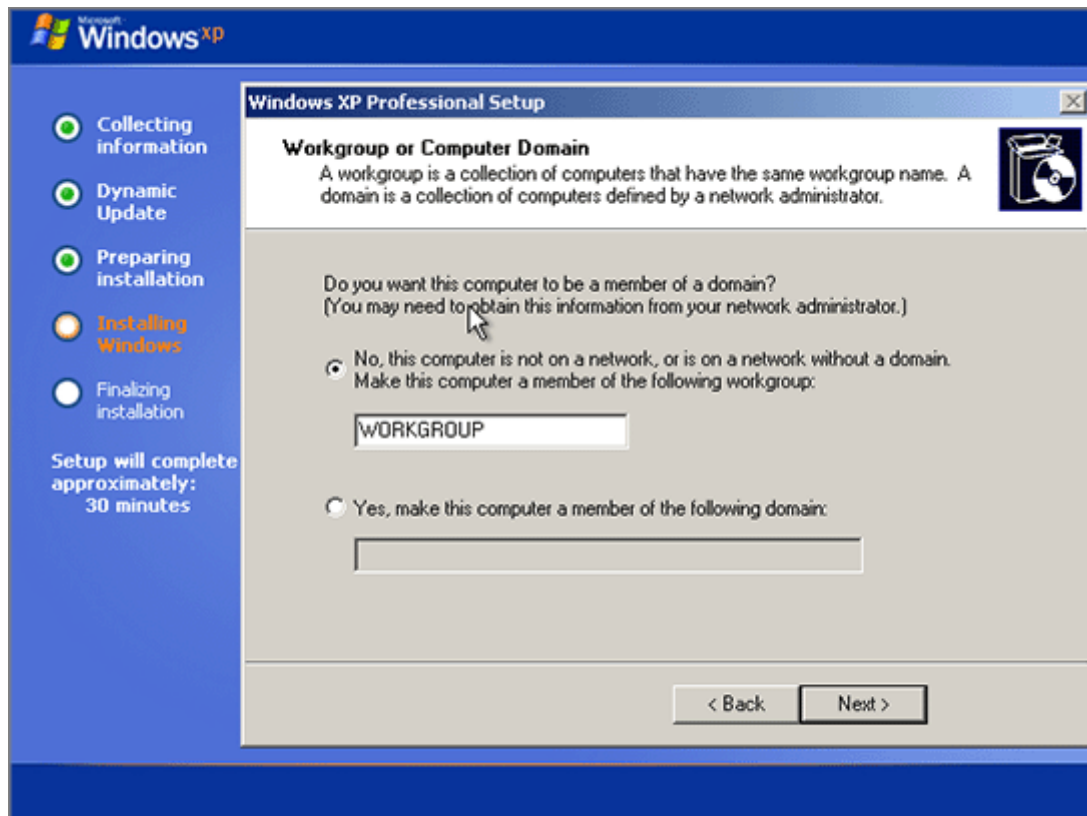 Microsoft
Windows xp
Collecting
information
Dynamic
Update
Preparing
installation
Installing
Windows
Finalizing
installation
Setup will complete
approximately:
30 minutes
Windows XP Professional Setup
Workgroup or Computer Domain
A workgroup is a collection of computers that have the same workgroup name. A
domain is a collection of computers defined by a network administrator.
Do you want this computer to be a member of a domain?
(You may need to obtain this information from your network administrator.)
No, this computer is not on a network, or is on a network without a domain.
Make this computer a member of the following workgroup:
WORKGROUP
Yes, make this computer a member of the following domain:
< Back
Next >